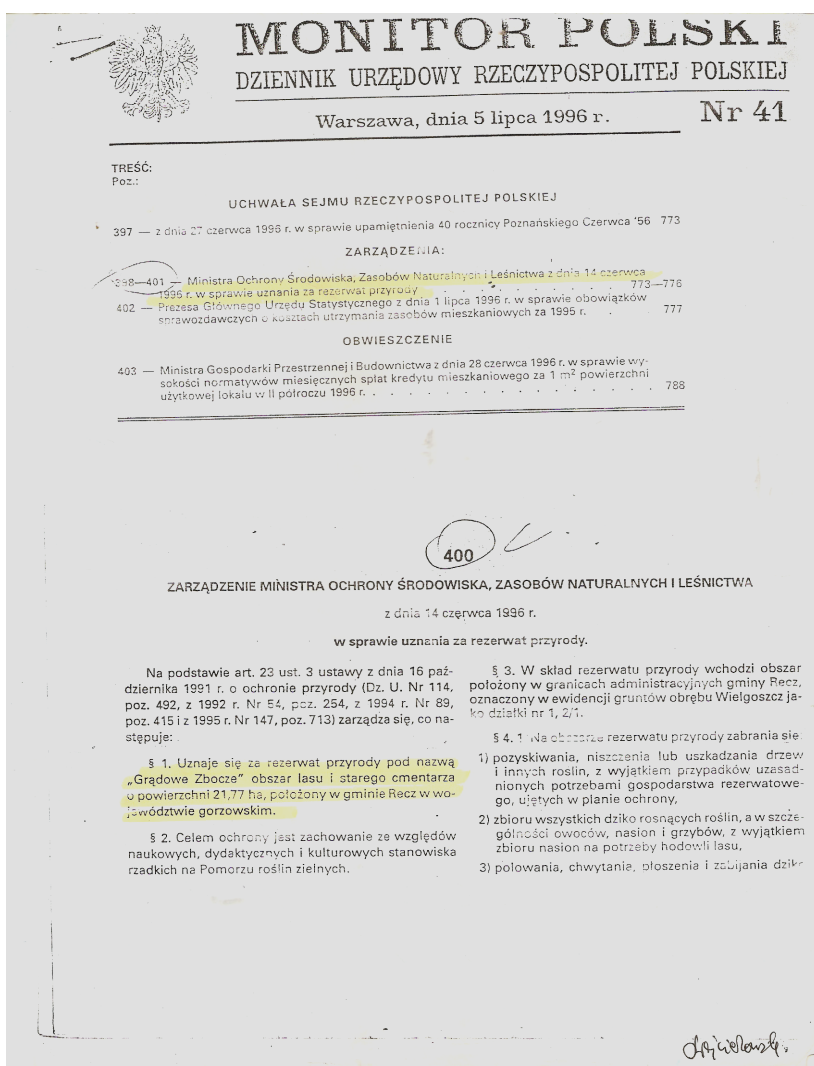 MONITOR POLSKI
DZIENNIK URZĘDOWY RZECZYPOSPOLITEJ POLSKIEJ
Warszawa, dnia 5 lipca 1996 r.
Nr 41
TREŚĆ:
Poz.:
UCHWAŁA SEJMU RZECZYPOSPOLITEJ POLSKIEJ
397 — z dnia 27 czerwca 1996 r. w sprawie upamiętnienia 40 rocznicy Poznańskiego Czerwca '56 773
ZARZĄDZENIA:
398—401 — Ministra Ochrony Środowiska, Zasobów Naturalnych i Leśnictwa z dnia 14 czerwca
1996 r. w sprawie uznania za rezerwat przyrody . . . . . . . . . . . 773—776
402 — Prezesa Głównego Urzędu Statystycznego z dnia 1 lipca 1996 r. w sprawie obowiązków
sprawozdawczych o kosztach utrzymania zasobów mieszkaniowych za 1995 r. . . 777
OBWIESZCZENIE
403 — Ministra Gospodarki Przestrzennej i Budownictwa z dnia 28 czerwca 1996 r. w sprawie wy-
sokości normatywów miesięcznych spłat kredytu mieszkaniowego za 1 m² powierzchni
użytkowej lokalu w II półroczu 1996 r. . . . . . . . . . . . . . . . 788
400
ZARZĄDZENIE MINISTRA OCHRONY ŚRODOWISKA, ZASOBÓW NATURALNYCH I LEŚNICTWA
z dnia 14 czerwca 1996 r.
w sprawie uznania za rezerwat przyrody.
Na podstawie art. 23 ust. 3 ustawy z dnia 16 paź-
dziernika 1991 r. o ochronie przyrody (Dz. U. Nr 114,
poz. 492, z 1992 r. Nr 54, poz. 254, z 1994 r. Nr 89,
poz. 415 i z 1995 r. Nr 147, poz. 713) zarządza się, co na-
stępuje:
§ 1. Uznaje się za rezerwat przyrody pod nazwą
„Grądowe Zbocze" obszar lasu i starego cmentarza
o powierzchni 21,77 ha, położony w gminie Recz w wo-
jewództwie gorzowskim.
§ 2. Celem ochrony jest zachowanie ze względów
naukowych, dydaktycznych i kulturowych stanowiska
rzadkich na Pomorzu roślin zielnych.
§ 3. W skład rezerwatu przyrody wchodzi obszar
położony w granicach administracyjnych gminy Recz,
oznaczony w ewidencji gruntów obrębu Wielgoszcz ja-
ko działki nr 1, 2/1.
§ 4. 1. Na obszarze rezerwatu przyrody zabrania się:
1) pozyskiwania, niszczenia lub uszkadzania drzew
i innych roślin, z wyjątkiem przypadków uzasad-
nionych potrzebami gospodarstwa rezerwatowe-
go, ujętych w planie ochrony,
2) zbioru wszystkich dziko rosnących roślin, a w szcze-
gólności owoców, nasion i grzybów, z wyjątkiem
zbioru nasion na potrzeby hodowli lasu,
3) polowania, chwytania, płoszenia i zabijania dziko